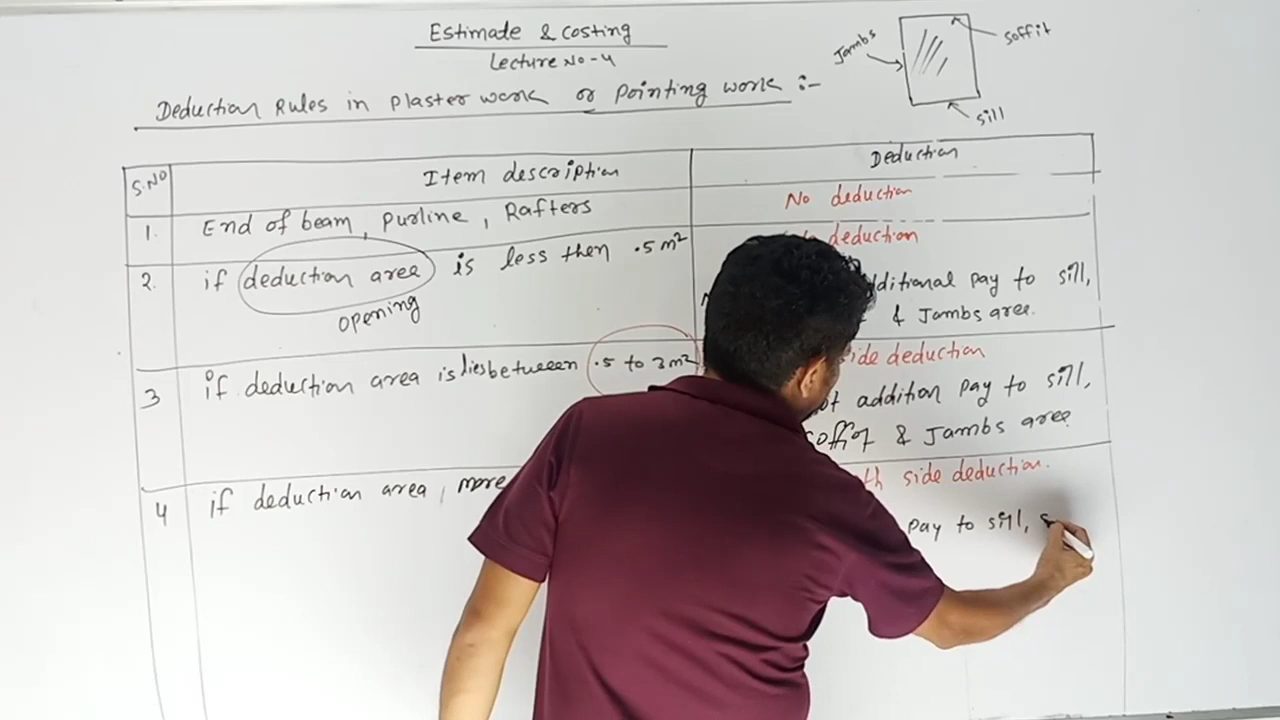 Estimade & costing
Lecture No-4
Deduction Rules in plaster work or pointing work :-
Jambs
soffit
sill
S.NO
Item description
Deduction
1.
End of beam, purline, Rafters
No deduction
2.
if deduction area is less then .5 m²
opening
deduction
additional pay to sill,
& Jambs area.
3
if deduction area is lies between .5 to 3 m²
side deduction
addition pay to sill,
soffit & Jambs area
4
if deduction area, more
side deduction.
pay to sill, s